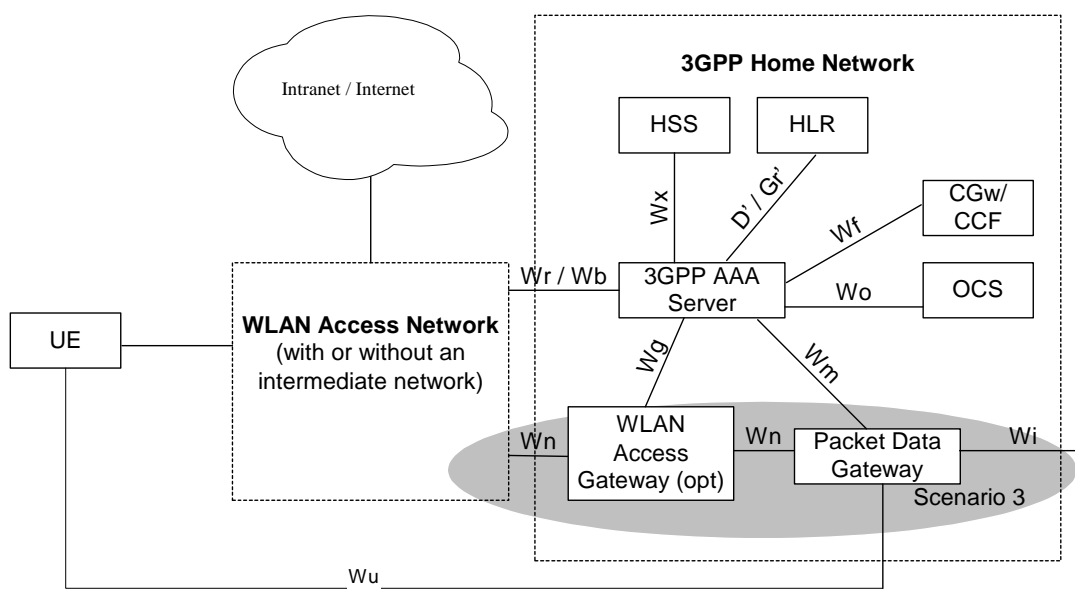 3GPP Home Network
Intranet / Internet
HSS
HLR
Wx
D' / Gr'
Wf
CGw/
CCF
Wr / Wb
3GPP AAA
Server
Wo
OCS
UE
WLAN Access Network
(with or without an
intermediate network)
Wg
Wm
Wn
WLAN
Access
Gateway (opt)
Wn
Packet Data
Gateway
Wi
Scenario 3
Wu